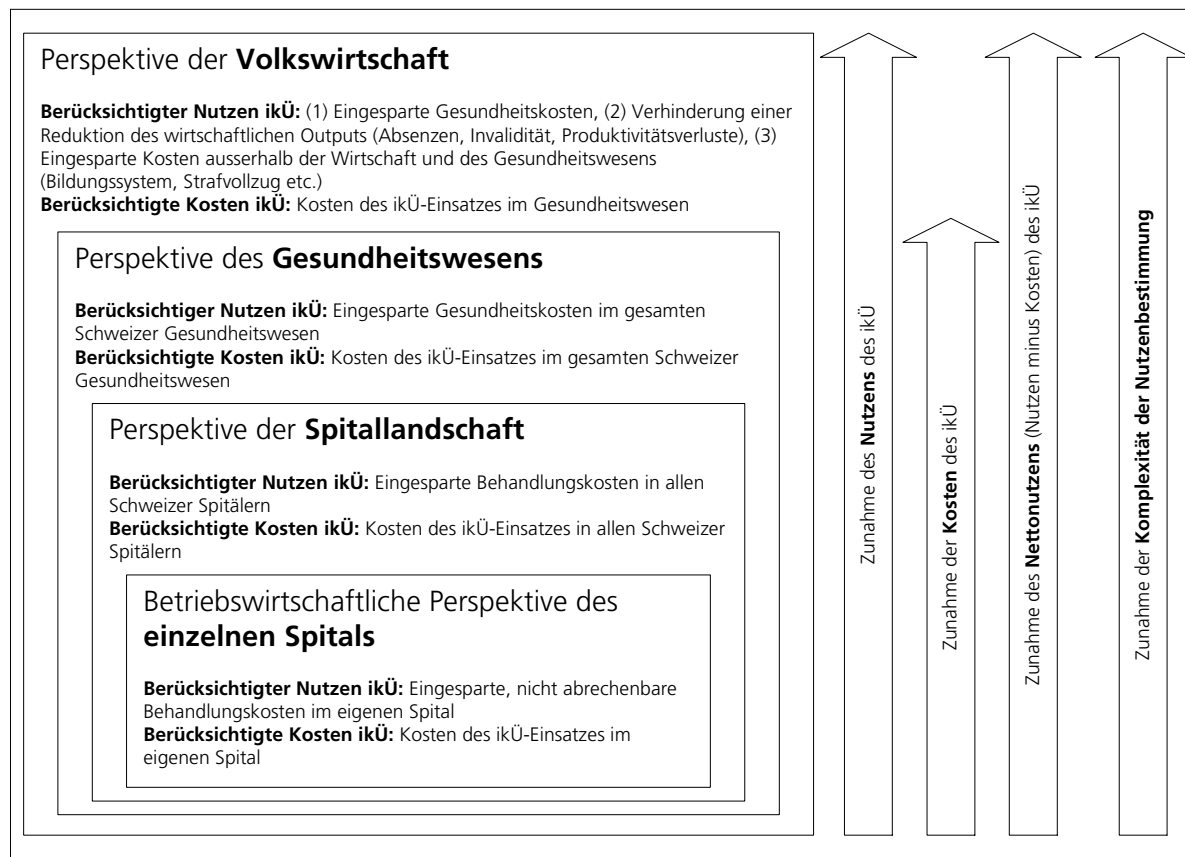 Perspektive der Volkswirtschaft
Berücksichtigter Nutzen ikÜ: (1) Eingesparte Gesundheitskosten, (2) Verhinderung einer
Reduktion des wirtschaftlichen Outputs (Absenzen, Invalidität, Produktivitätsverluste), (3)
Eingesparte Kosten ausserhalb der Wirtschaft und des Gesundheitswesens
(Bildungssystem, Strafvollzug etc.)
Berücksichtigte Kosten ikÜ: Kosten des ikÜ-Einsatzes im Gesundheitswesen
Perspektive des Gesundheitswesens
Berücksichtiger Nutzen ikÜ: Eingesparte Gesundheitskosten im gesamten
Schweizer Gesundheitswesen
Berücksichtigte Kosten ikÜ: Kosten des ikÜ-Einsatzes im gesamten Schweizer
Gesundheitswesen
Perspektive der Spitallandschaft
Berücksichtigter Nutzen ikÜ: Eingesparte Behandlungskosten in allen
Schweizer Spitälern
Berücksichtigte Kosten ikÜ: Kosten des ikÜ-Einsatzes in allen Schweizer
Spitälern
Betriebswirtschaftliche Perspektive des
einzelnen Spitals
Berücksichtigter Nutzen ikÜ: Eingesparte, nicht abrechenbare
Behandlungskosten im eigenen Spital
Berücksichtigte Kosten ikÜ: Kosten des ikÜ-Einsatzes im
eigenen Spital
Zunahme des Nutzens des ikÜ
Zunahme der Kosten des ikÜ
Zunahme des Nettonutzens (Nutzen minus Kosten) des ikÜ
Zunahme der Komplexität der Nutzenbestimmung